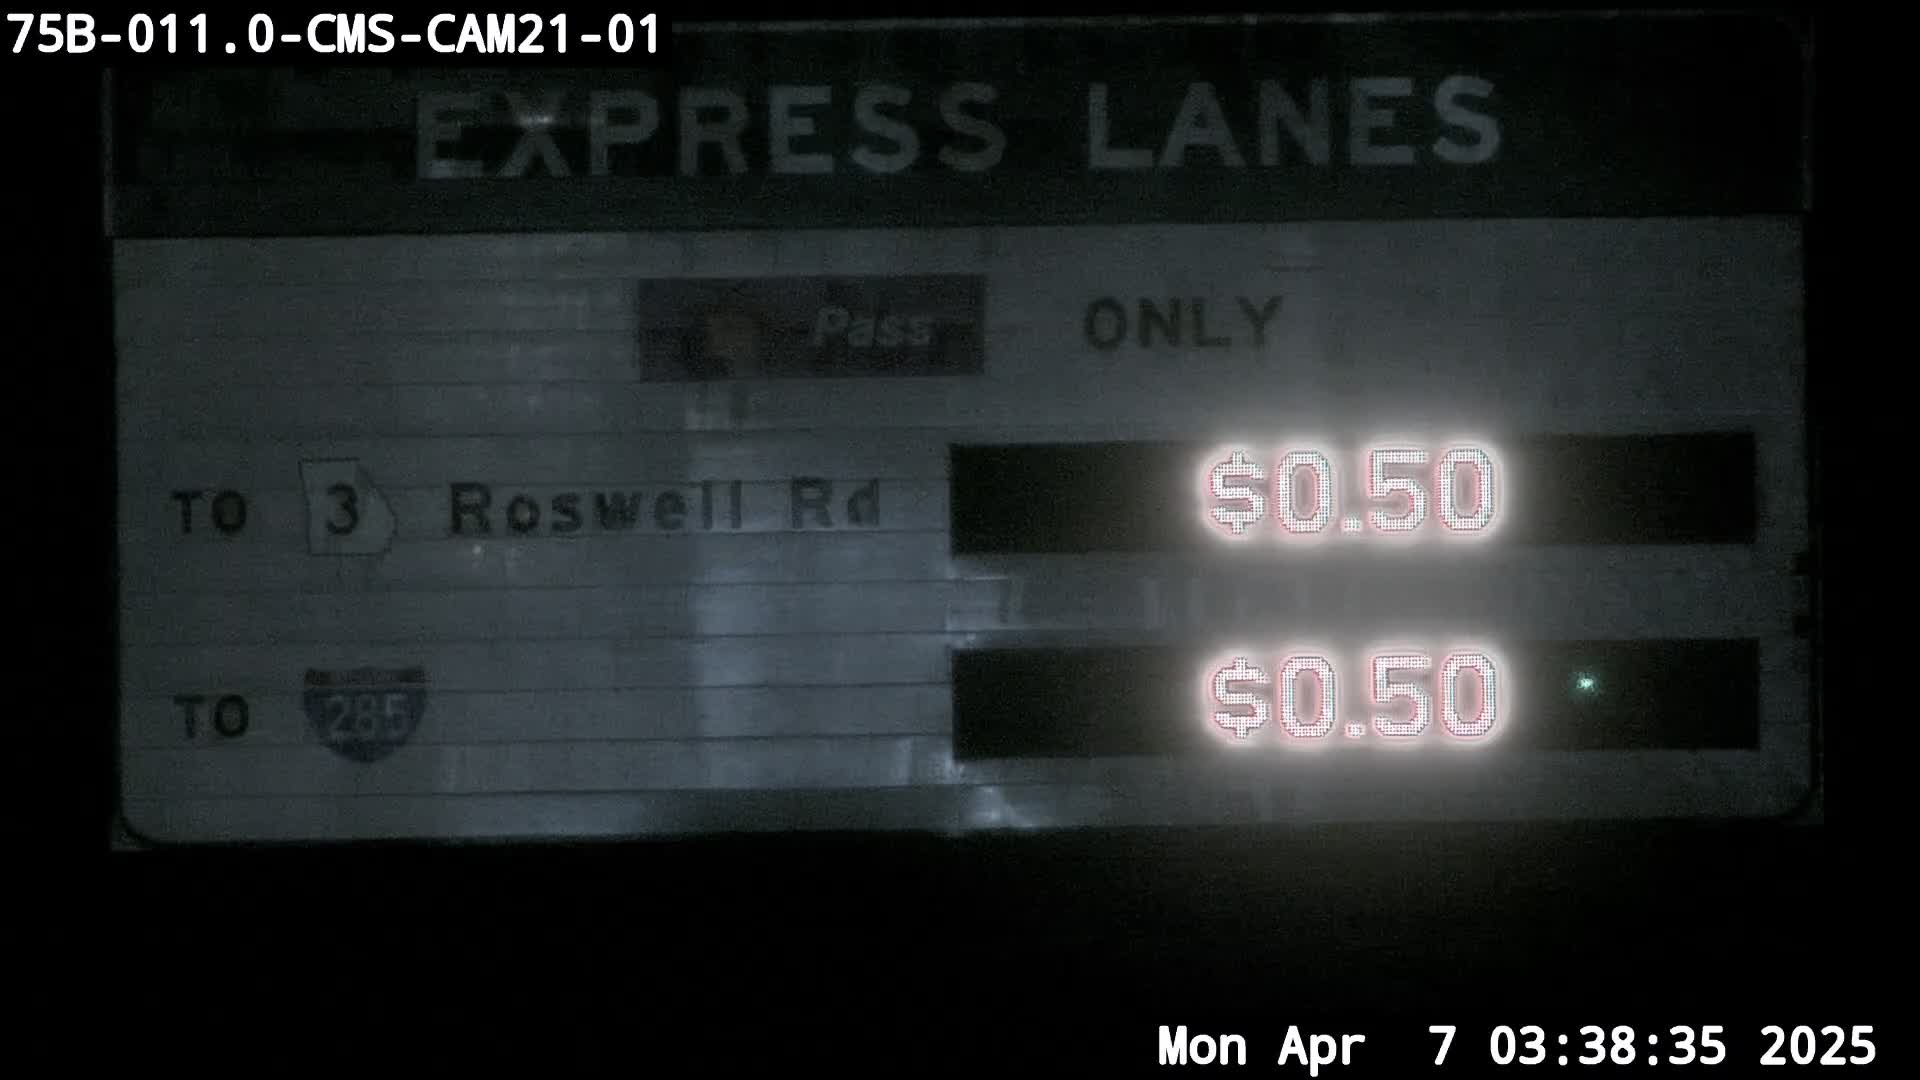 75B-011.0-CMS-CAM21-01
EXPRESS LANES
Pass ONLY
TO 3 Roswell Rd $0.50
TO 285 $0.50
Mon Apr 7 03:38:35 2025